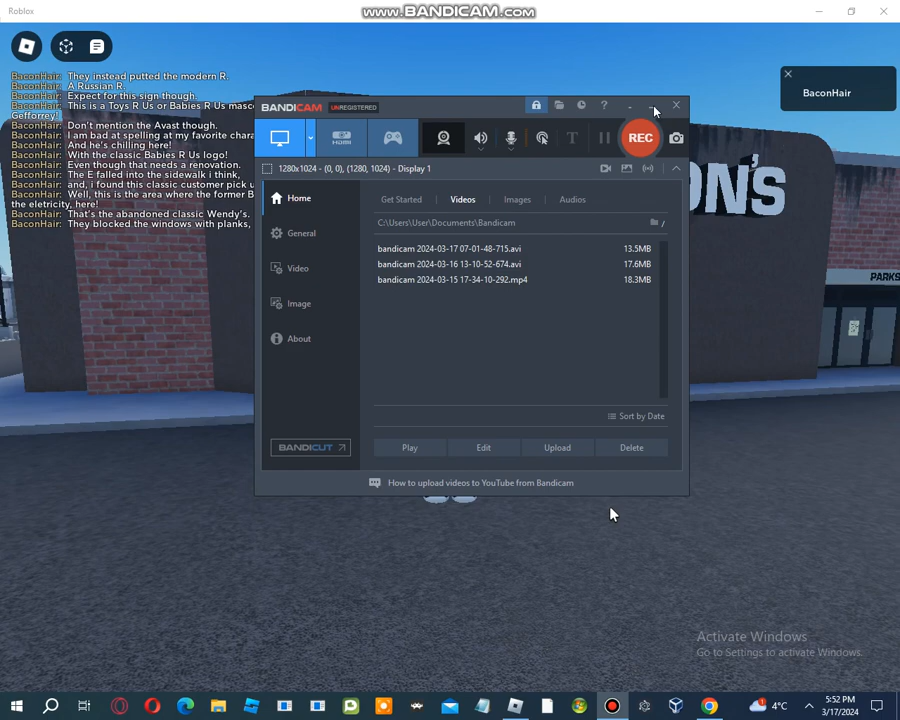 Roblox
www.BANDICAM.com
BaconHair: They instead putted the modern R.
BaconHair: A Russian R.
BaconHair: Expect for this sign though.
BaconHair: This is a Toys R Us or Babies R Us masc
Gefforrey!
BaconHair: Don't mention the Avast though.
BaconHair: I am bad at spelling at my favorite chara
BaconHair: And he's chilling here!
BaconHair: With the classic Babies R Us logo!
BaconHair: Even though that needs a renovation.
BaconHair: The E falled into the sidewalk i think,
BaconHair: and, i found this classic customer pick u
BaconHair: Well, this is the area where the former B
the eletricity, here!
BaconHair: That's the abandoned classic Wendy's.
BaconHair: They blocked the windows with planks,
BaconHair
BANDICAM UNREGISTERED
HDMI
REC
1280x1024 - (0, 0), (1280, 1024) - Display 1
Home
General
Video
Image
About
BANDICUT
Get Started Videos Images Audios
C:\Users\User\Documents\Bandicam
bandicam 2024-03-17 07-01-48-715.avi 13.5MB
bandicam 2024-03-16 13-10-52-674.avi 17.6MB
bandicam 2024-03-15 17-34-10-292.mp4 18.3MB
Sort by Date
Play Edit Upload Delete
How to upload videos to YouTube from Bandicam
ON'S
PARKS
Activate Windows
Go to Settings to activate Windows.
4°C
5:52 PM
3/17/2024